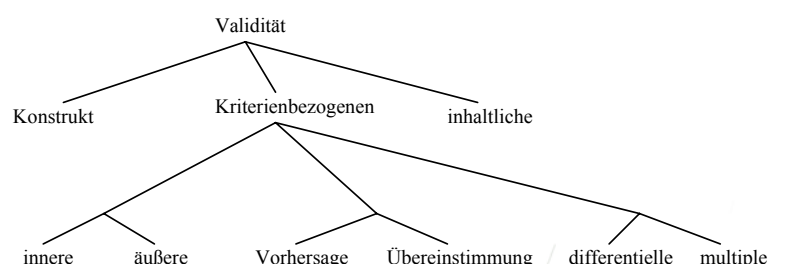 Validität
Konstrukt Kriterienbezogenen inhaltliche
innere äußere Vorhersage Übereinstimmung differentielle multiple